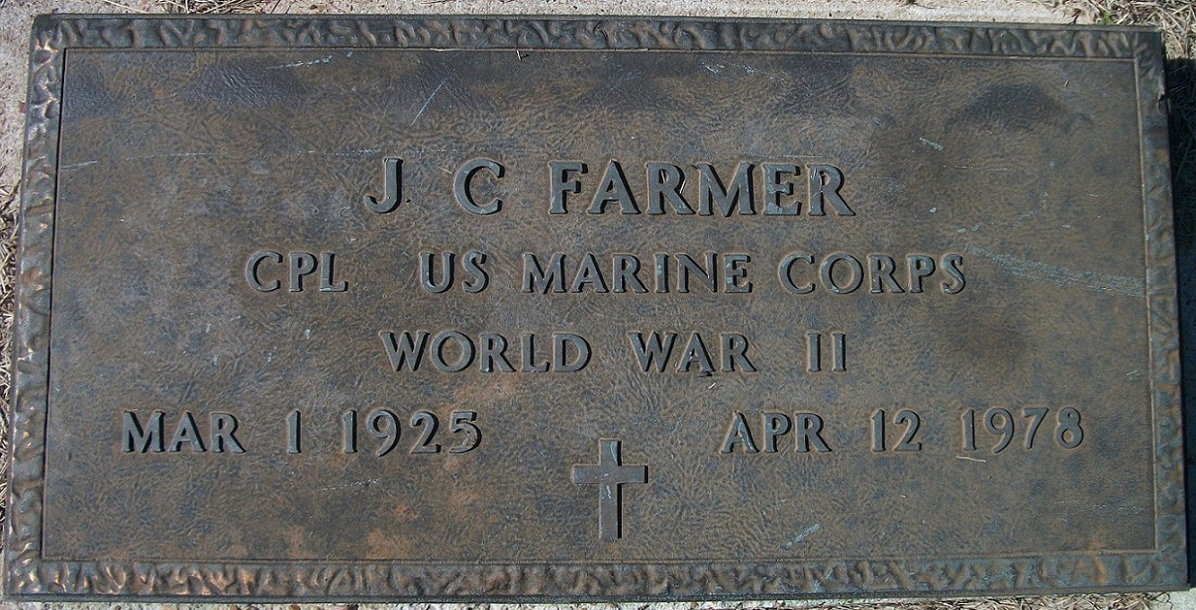 J C FARMER
CPL US MARINE CORPS
WORLD WAR II
MAR 1 1925 APR 12 1978